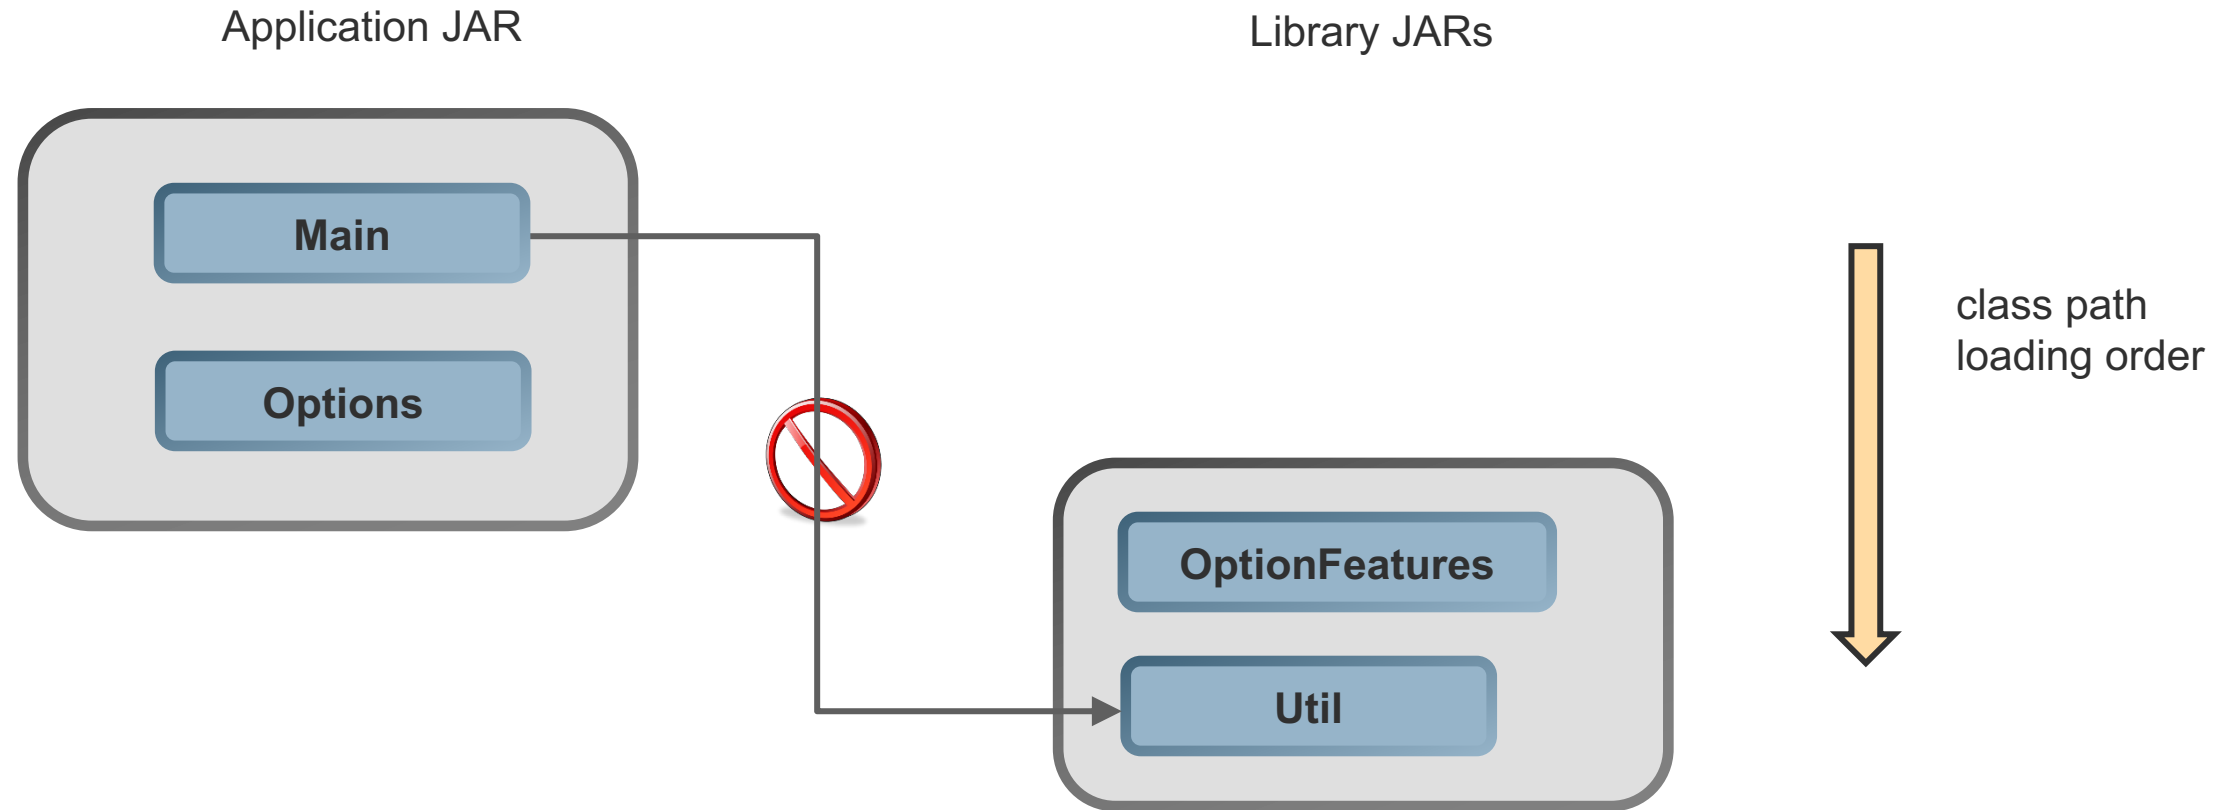 Application JAR
Library JARs
Main
Options
class path
loading order
OptionFeatures
Util